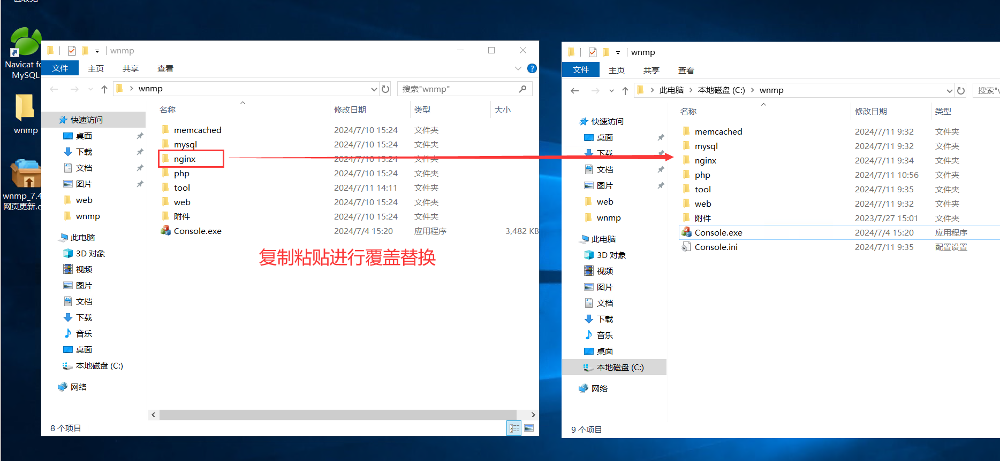 Navicat fo
MySQL
wnmp
wnmp_7.4
网页更新.e
wnmp
文件 主页 共享 查看
wnmp
搜索"wnmp"
名称 修改日期 类型 大小
快速访问
桌面
下载
文档
图片
web
wnmp
此电脑
3D 对象
视频
图片
文档
下载
音乐
桌面
本地磁盘 (C:)
网络
memcached 2024/7/10 15:24 文件夹
mysql 2024/7/10 15:24 文件夹
nginx 2024/7/10 15:24 文件夹
php 2024/7/10 15:24 文件夹
tool 2024/7/11 14:11 文件夹
web 2024/7/10 15:24 文件夹
附件 2024/7/10 15:24 文件夹
Console.exe 2024/7/4 15:20 应用程序 3,482 KB
复制粘贴进行覆盖替换
8 个项目
wnmp
文件 主页 共享 查看
此电脑 本地磁盘 (C:) wnmp
搜索"w
名称 修改日期 类型
快速访问
桌面
下载
文档
图片
web
wnmp
此电脑
3D 对象
视频
图片
文档
下载
音乐
桌面
本地磁盘 (C:)
网络
memcached 2024/7/11 9:32 文件夹
mysql 2024/7/11 9:32 文件夹
nginx 2024/7/11 9:34 文件夹
php 2024/7/11 10:56 文件夹
tool 2024/7/11 9:35 文件夹
web 2024/7/11 9:32 文件夹
附件 2023/7/27 15:01 文件夹
Console.exe 2024/7/4 15:20 应用程序
Console.ini 2024/7/11 9:35 配置设置
9 个项目